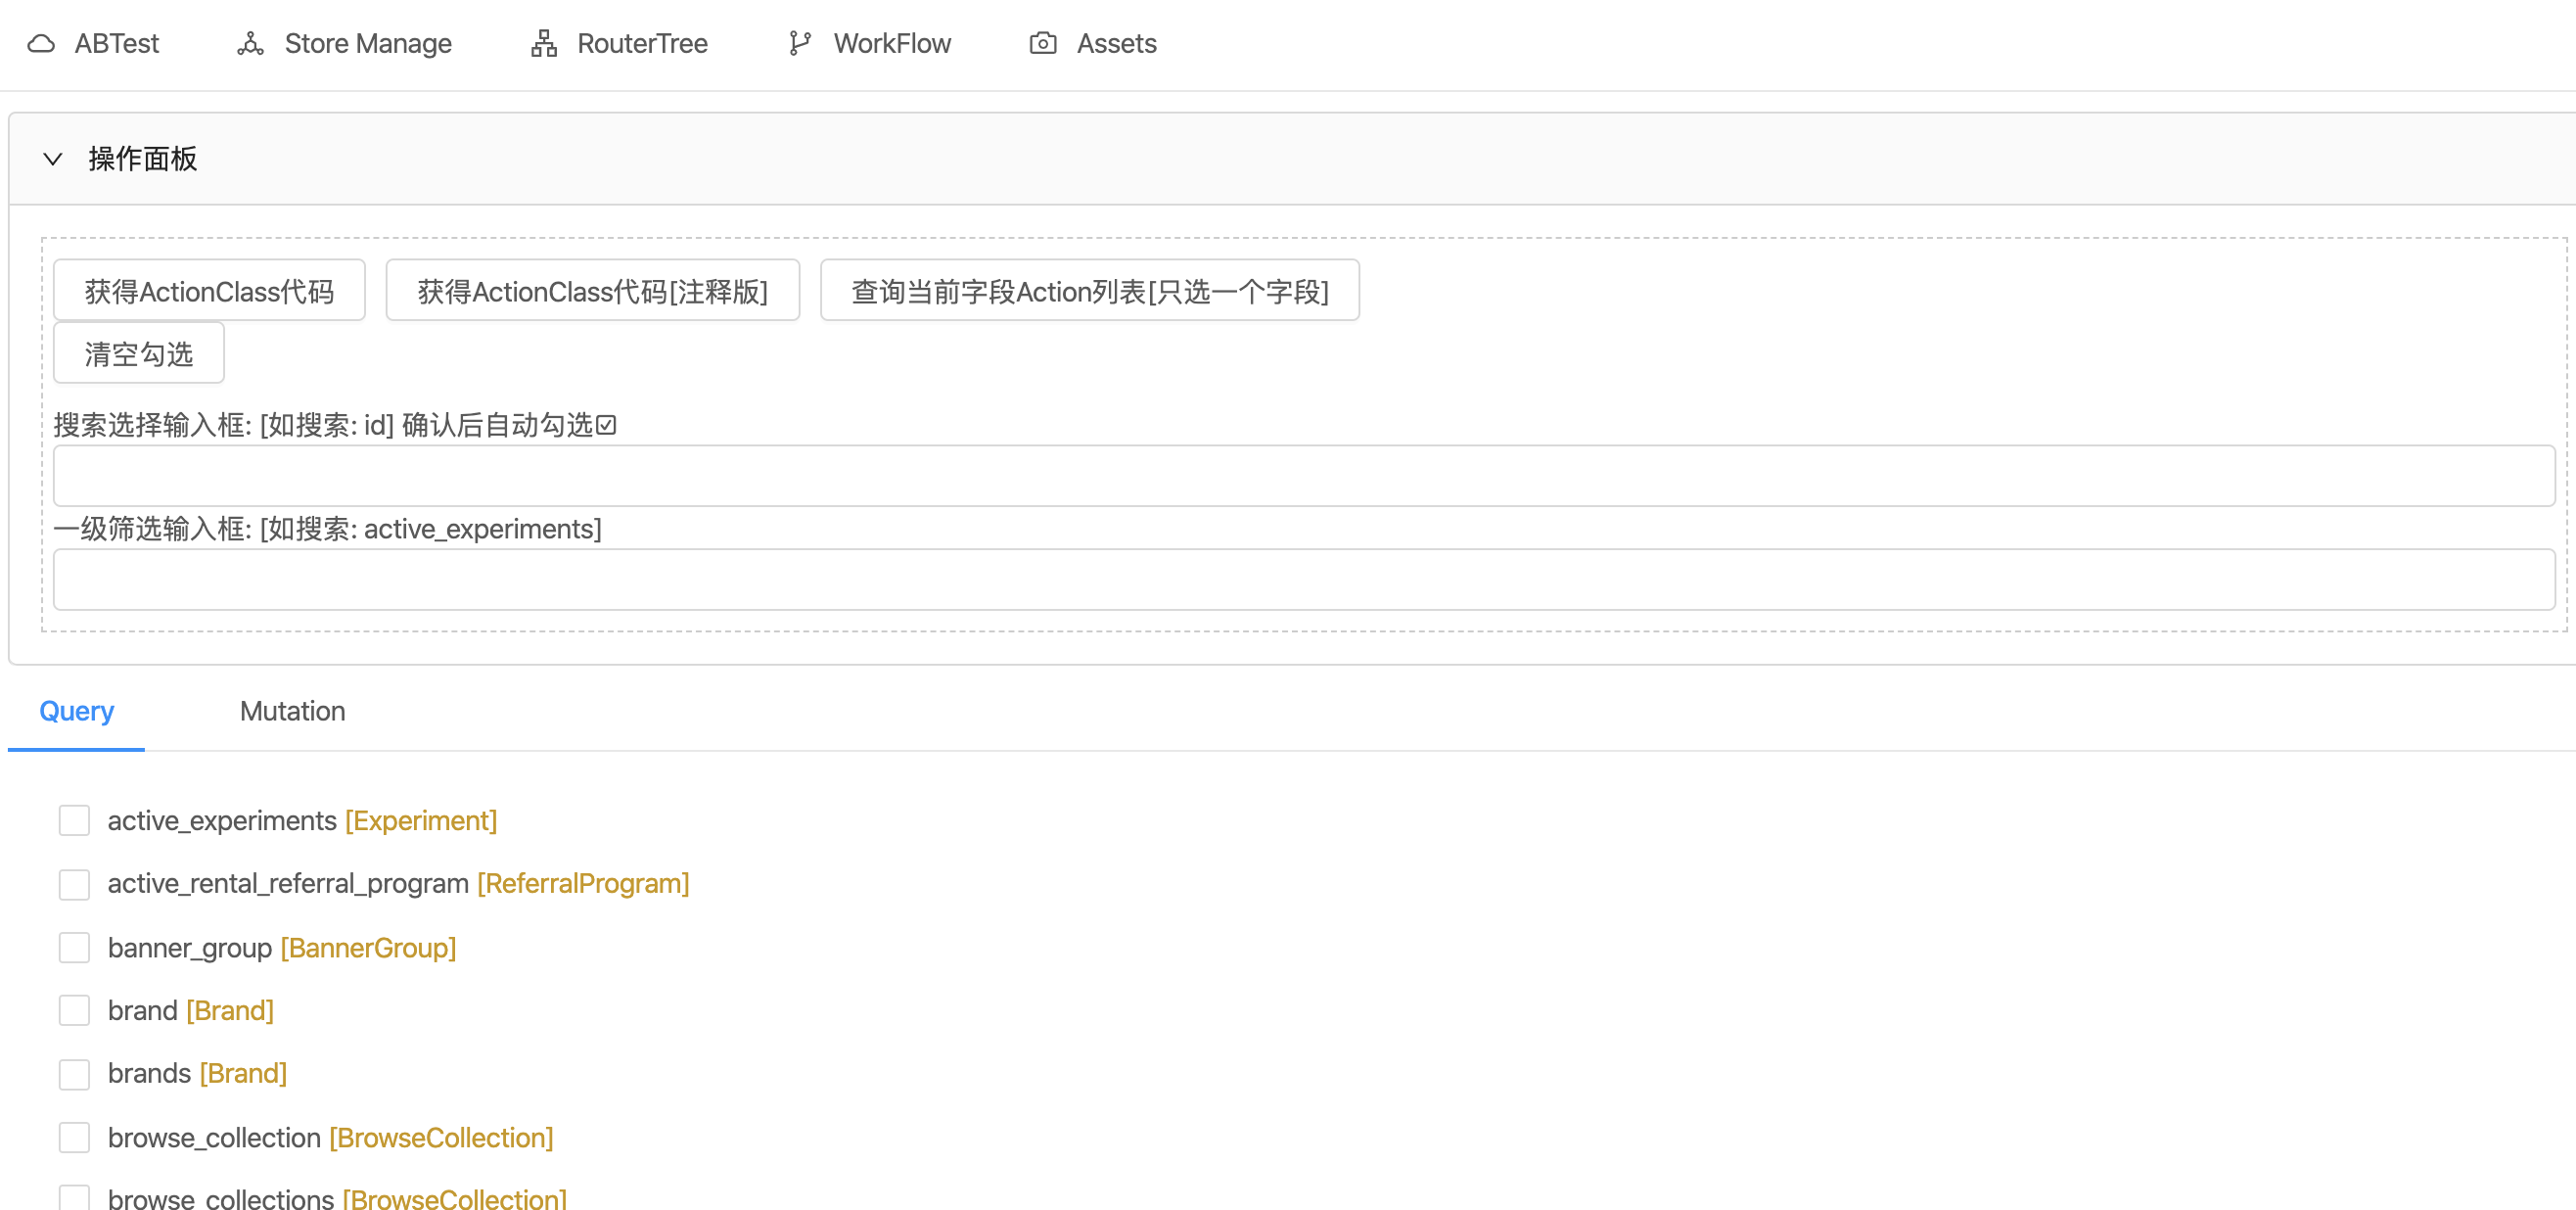 ABTest Store Manage RouterTree WorkFlow Assets
操作面板
获得ActionClass代码 获得ActionClass代码[注释版] 查询当前字段Action列表[只选一个字段]
清空勾选
搜索选择输入框: [如搜索: id] 确认后自动勾选☑
一级筛选输入框: [如搜索: active_experiments]
Query Mutation
active_experiments [Experiment]
active_rental_referral_program [ReferralProgram]
banner_group [BannerGroup]
brand [Brand]
brands [Brand]
browse_collection [BrowseCollection]
browse_collections [BrowseCollection]